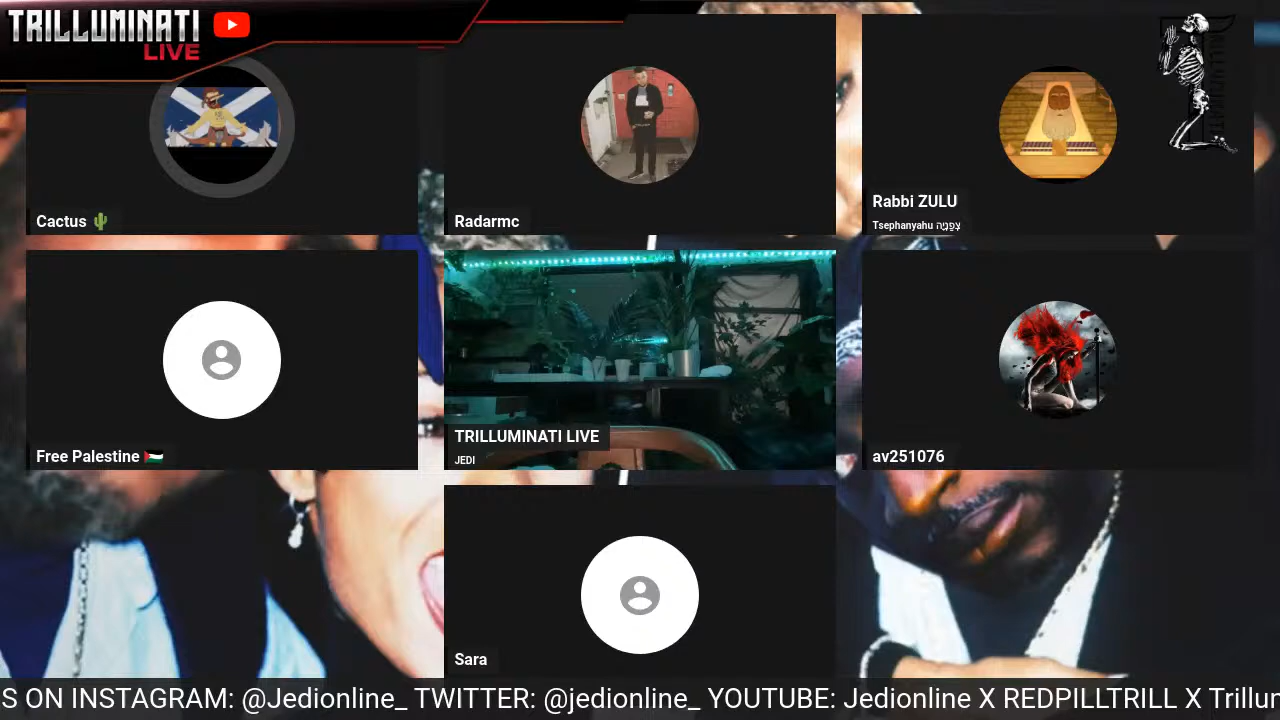 TRILLUMINATI
LIVE
Cactus 🌵
Radarmc
Rabbi ZULU
Tsephanyahu צְפַנְיָה
Free Palestine 🇵🇸
TRILLUMINATI LIVE
JEDI
av251076
Sara
S ON INSTAGRAM: @Jedionline_ TWITTER: @jedionline_ YOUTUBE: Jedionline X REDPILLTRILL X Trillur